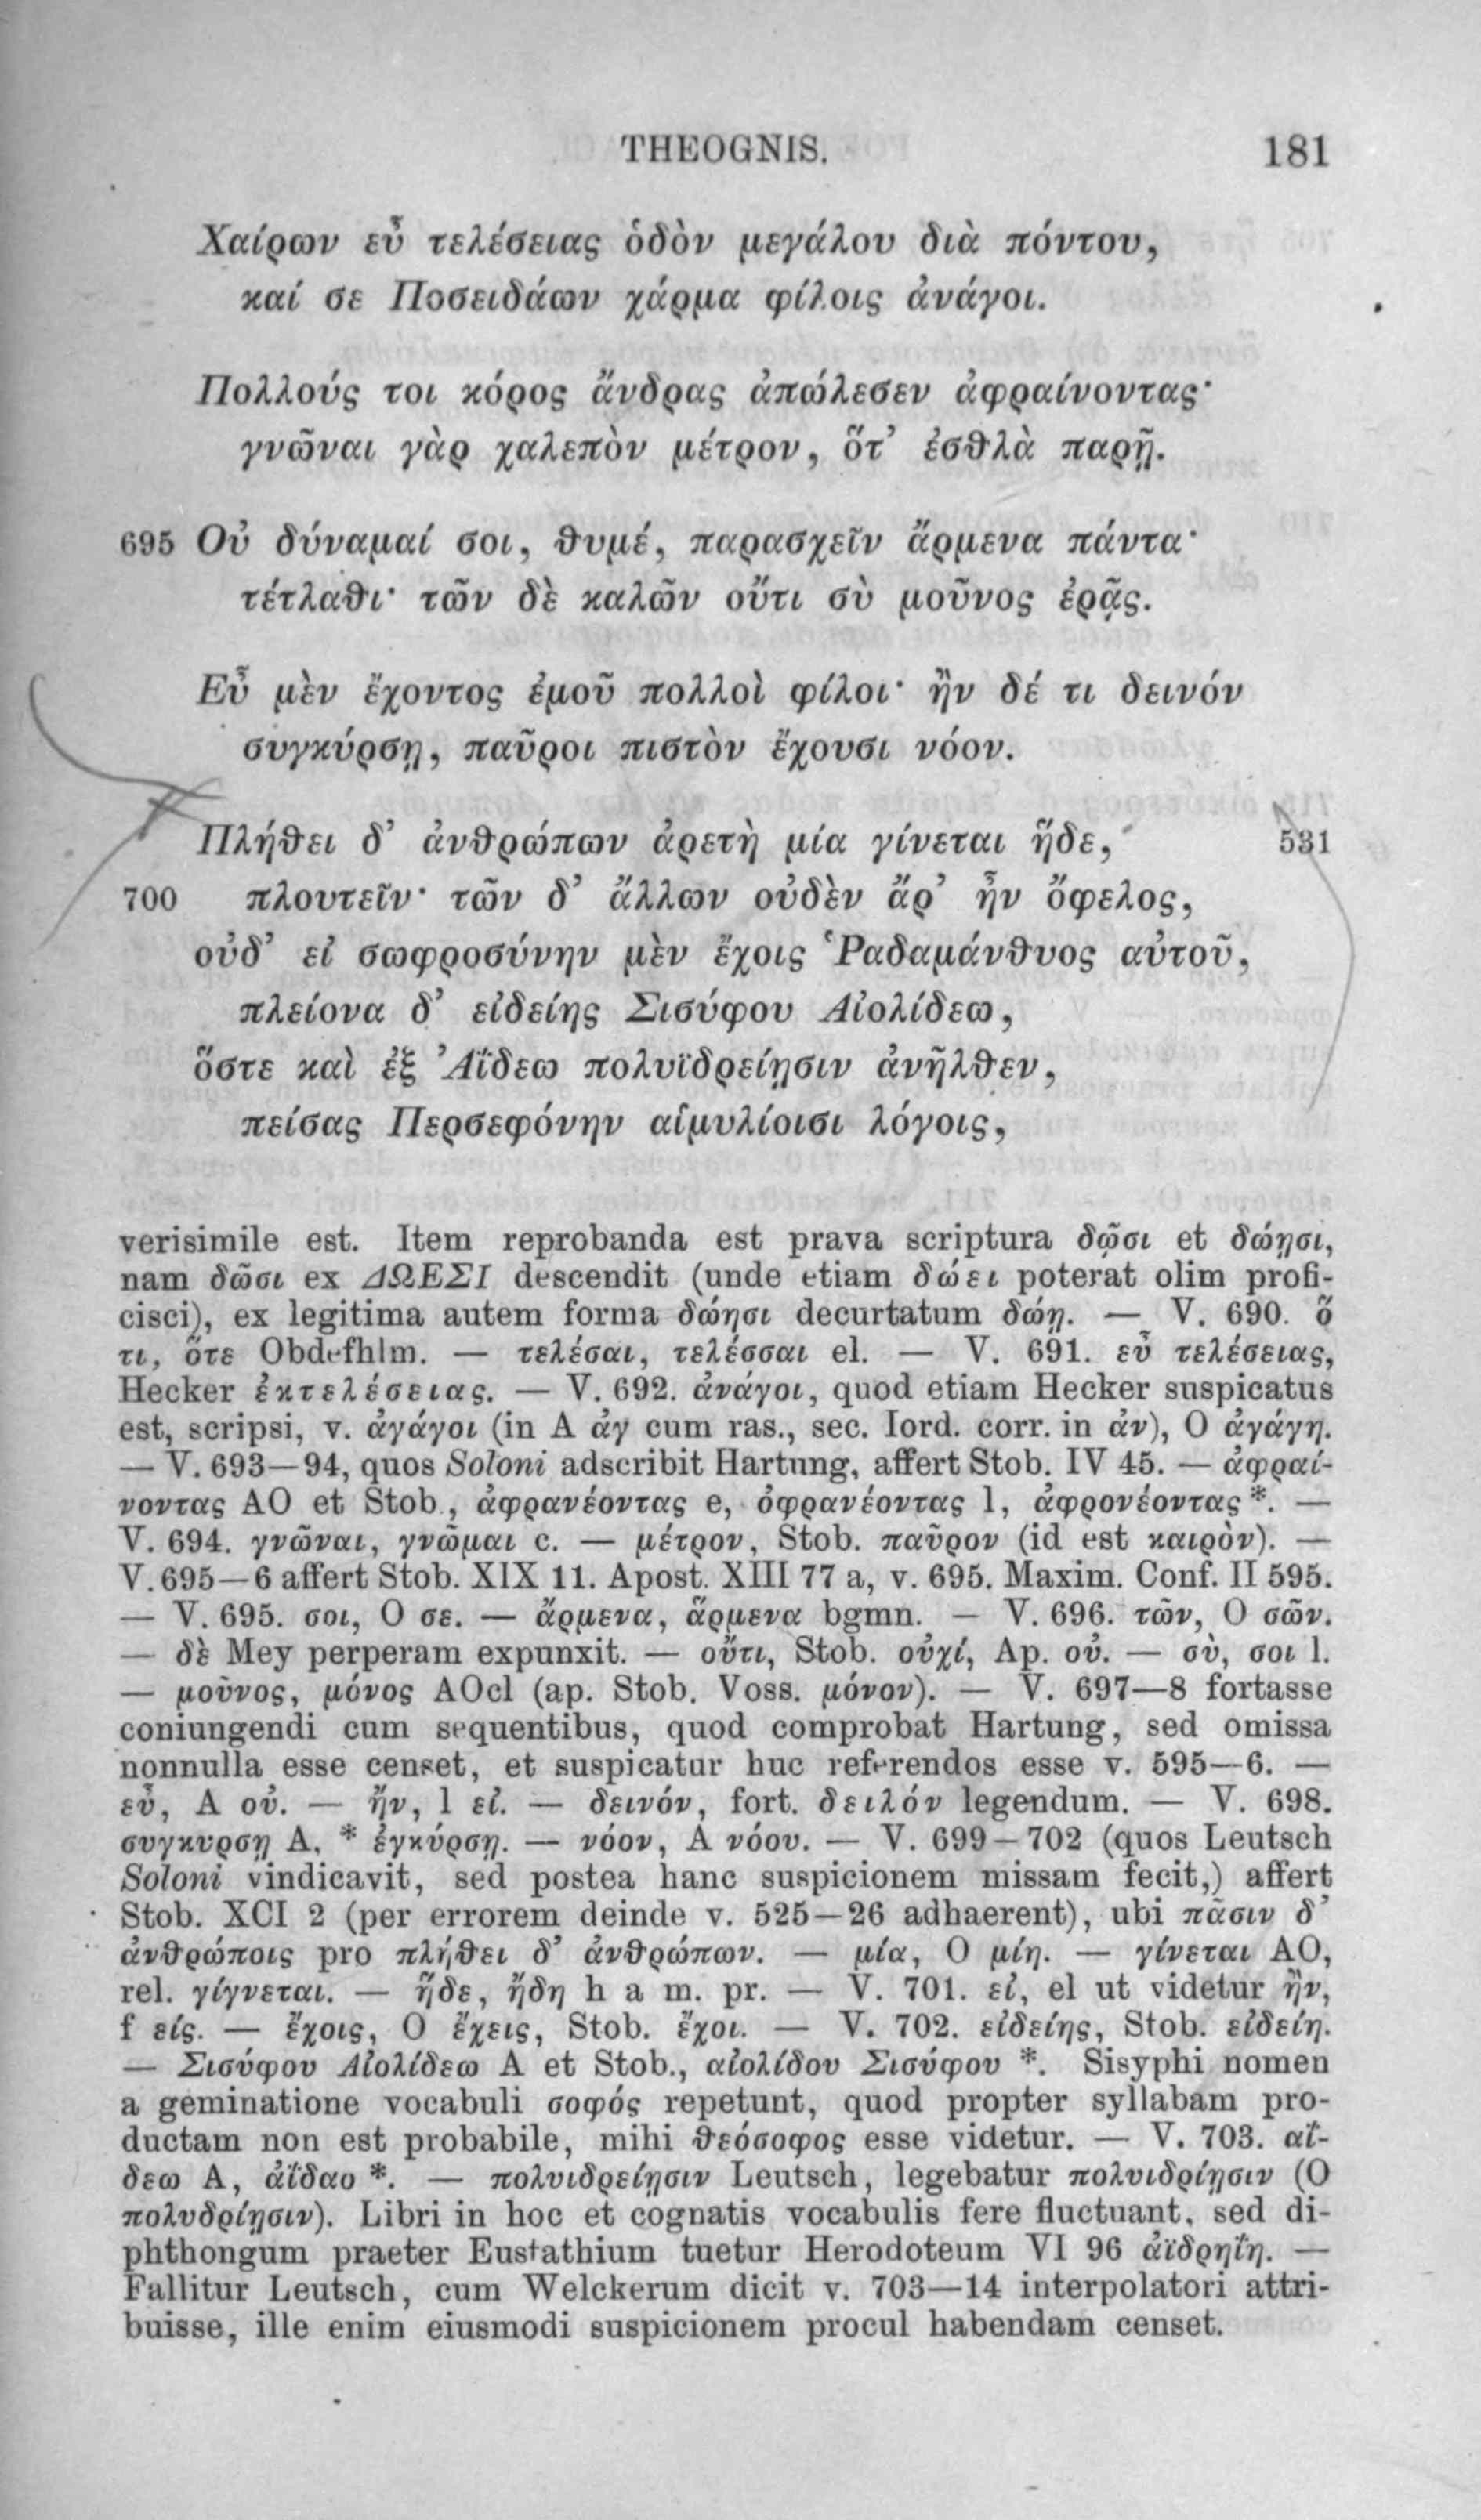 THEOGNIS. 181
Χαίρων εὖ τελέσειας ὁδὸν μεγάλου διὰ πόντου,
καί σε Ποσειδάων χάρμα φίλοις ἀνάγοι.
Πολλούς τοι κόρος ἄνδρας ἀπώλεσεν ἀφραίνοντας·
γνῶναι γὰρ χαλεπὸν μέτρον, ὅτ’ ἐσθλὰ παρῇ.
695 Οὐ δύναμαί σοι, θυμέ, παρασχεῖν ἄρμενα πάντα·
τέτλαθι· τῶν δὲ καλῶν οὔτι σὺ μοῦνος ἐρᾷς.
Εὖ μὲν ἔχοντος ἐμοῦ πολλοὶ φίλοι· ἢν δέ τι δεινόν
συγκύρσῃ, παῦροι πιστὸν ἔχουσι νόον.
Πλήθει δ’ ἀνθρώπων ἀρετὴ μία γίνεται ἥδε, 531
700 πλουτεῖν· τῶν δ’ ἄλλων οὐδὲν ἄρ’ ἦν ὄφελος,
οὐδ’ εἰ σωφροσύνην μὲν ἔχοις Ῥαδαμάνθυος αὐτοῦ,
πλείονα δ’ εἰδείης Σισύφου Αἰολίδεω,
ὅστε καὶ ἐξ Ἀΐδεω πολυϊδρείῃσιν ἀνῆλθεν,
πείσας Περσεφόνην αἱμυλίοισι λόγοις,
verisimile est. Item reprobanda est prava scriptura δῷσι et δώῃσι,
nam δῶσι ex ΔΩΕΣΙ descendit (unde etiam δώει poterat olim profi-
cisci), ex legitima autem forma δώησι decurtatum δώῃ. — V. 690. ὅ
τι, ὅτε Obdefhlm. — τελέσαι, τελέσσαι el. — V. 691. εὖ τελέσειας,
Hecker ἐκτελέσειας. — V. 692. ἀνάγοι, quod etiam Hecker suspicatus
est, scripsi, v. ἀγάγοι (in A ἀγ cum ras., sec. Iord. corr. in ἀν), O ἀγάγη.
— V. 693—94, quos Soloni adscribit Hartung, affert Stob. IV 45. — ἀφραί-
νοντας AO et Stob., ἀφρανέοντας e, ὀφρανέοντας l, ἀφρονέοντας *. —
V. 694. γνῶναι, γνῶμαι c. — μέτρον, Stob. παῦρον (id est καιρὸν). —
V. 695—6 affert Stob. XIX 11. Apost. XIII 77 a, v. 695. Maxim. Conf. II 595.
— V. 695. σοι, O σε. — ἄρμενα, ἅρμενα bgmn. — V. 696. τῶν, O σῶν.
— δὲ Mey perperam expunxit. — οὔτι, Stob. οὐχί, Ap. οὐ. — σὺ, σοι l.
— μοῦνος, μόνος AOcl (ap. Stob. Voss. μόνον). — V. 697—8 fortasse
coniungendi cum sequentibus, quod comprobat Hartung, sed omissa
nonnulla esse censet, et suspicatur huc referendos esse v. 595—6. —
εὖ, A οὐ. — ἤν, l εἰ. — δεινόν, fort. δειλόν legendum. — V. 698.
συγκυρσῃ A, * ἐγκύρσῃ. — νόον, A νόου. — V. 699—702 (quos Leutsch
Soloni vindicavit, sed postea hanc suspicionem missam fecit,) affert
Stob. XCI 2 (per errorem deinde v. 525—26 adhaerent), ubi πᾶσιν δ’
ἀνθρώποις pro πλήθει δ’ ἀνθρώπων. — μία, O μίη. — γίνεται AO,
rel. γίγνεται. — ἥδε, ἤδη h a m. pr. — V. 701. εἰ, el ut videtur ἢν,
f εἰς. — ἔχοις, O ἔχεις, Stob. ἔχοι. — V. 702. εἰδείης, Stob. εἰδείη.
— Σισύφου Αἰολίδεω A et Stob., αἰολίδου Σισύφου *. Sisyphi nomen
a geminatione vocabuli σοφός repetunt, quod propter syllabam pro-
ductam non est probabile, mihi θεόσοφος esse videtur. — V. 703. αΐ-
δεω A, ἀΐδαο *. — πολυιδρείῃσιν Leutsch, legebatur πολυιδρίῃσιν (O
πολυδρίῃσιν). Libri in hoc et cognatis vocabulis fere fluctuant, sed di-
phthongum praeter Eustathium tuetur Herodoteum VI 96 ἀϊδρηΐη. —
Fallitur Leutsch, cum Welckerum dicit v. 703—14 interpolatori attri-
buisse, ille enim eiusmodi suspicionem procul habendam censet.